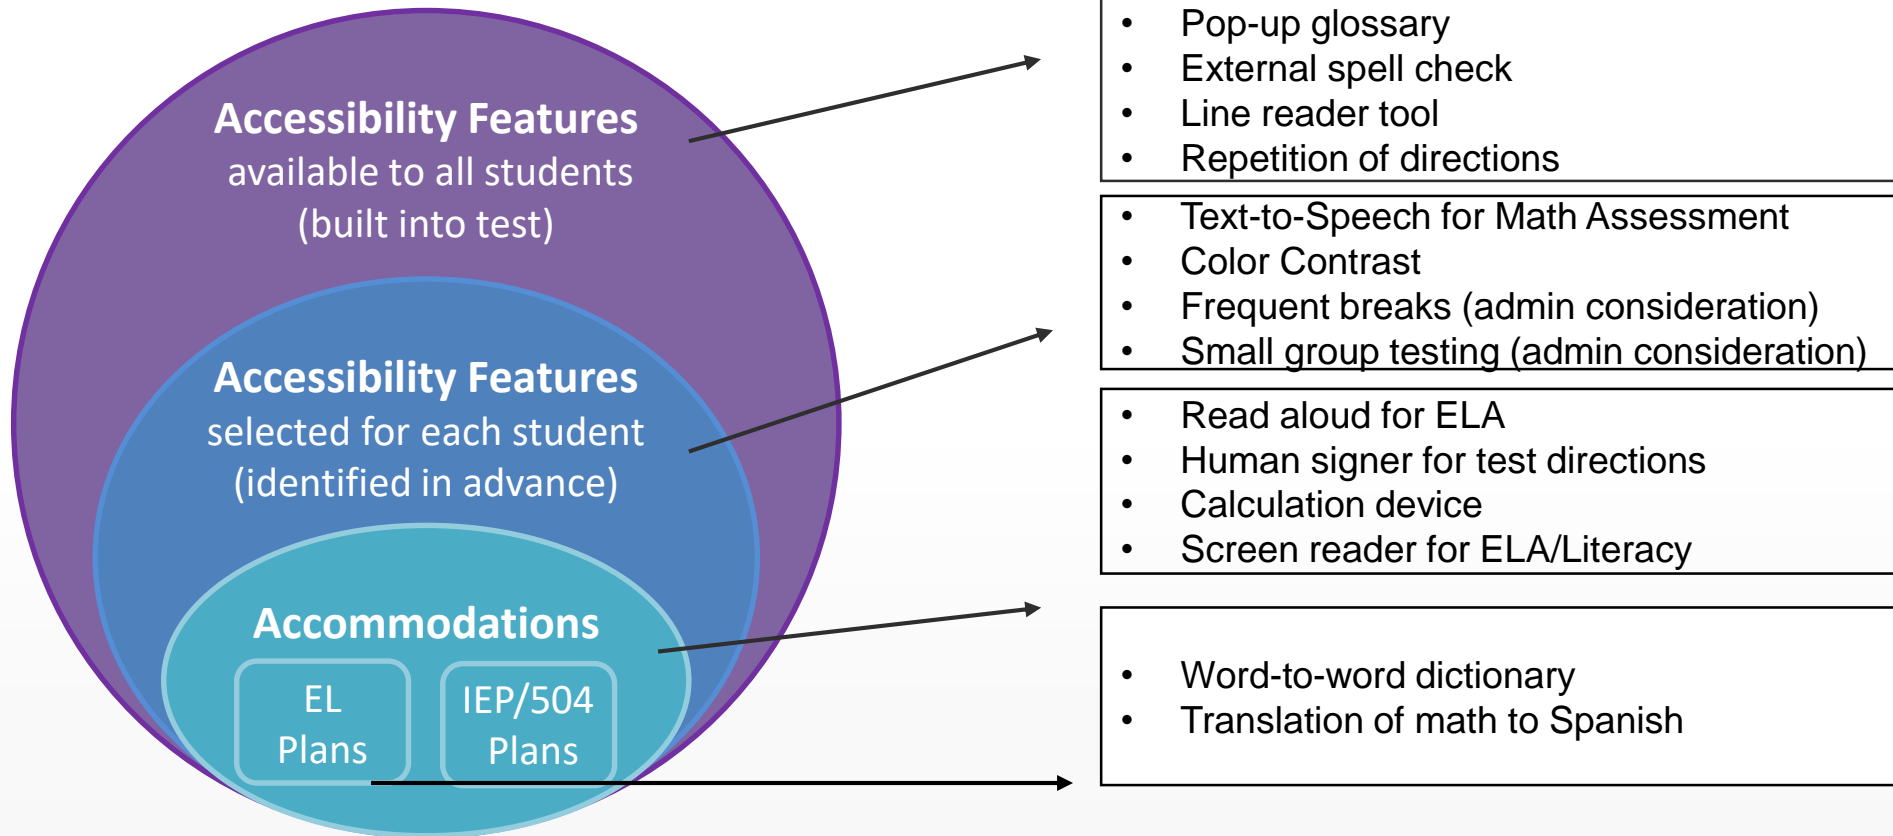 Accessibility Features
available to all students
(built into test)
Accessibility Features
selected for each student
(identified in advance)
Accommodations
EL
Plans
IEP/504
Plans
• Pop-up glossary
• External spell check
• Line reader tool
• Repetition of directions
• Text-to-Speech for Math Assessment
• Color Contrast
• Frequent breaks (admin consideration)
• Small group testing (admin consideration)
• Read aloud for ELA
• Human signer for test directions
• Calculation device
• Screen reader for ELA/Literacy
• Word-to-word dictionary
• Translation of math to Spanish